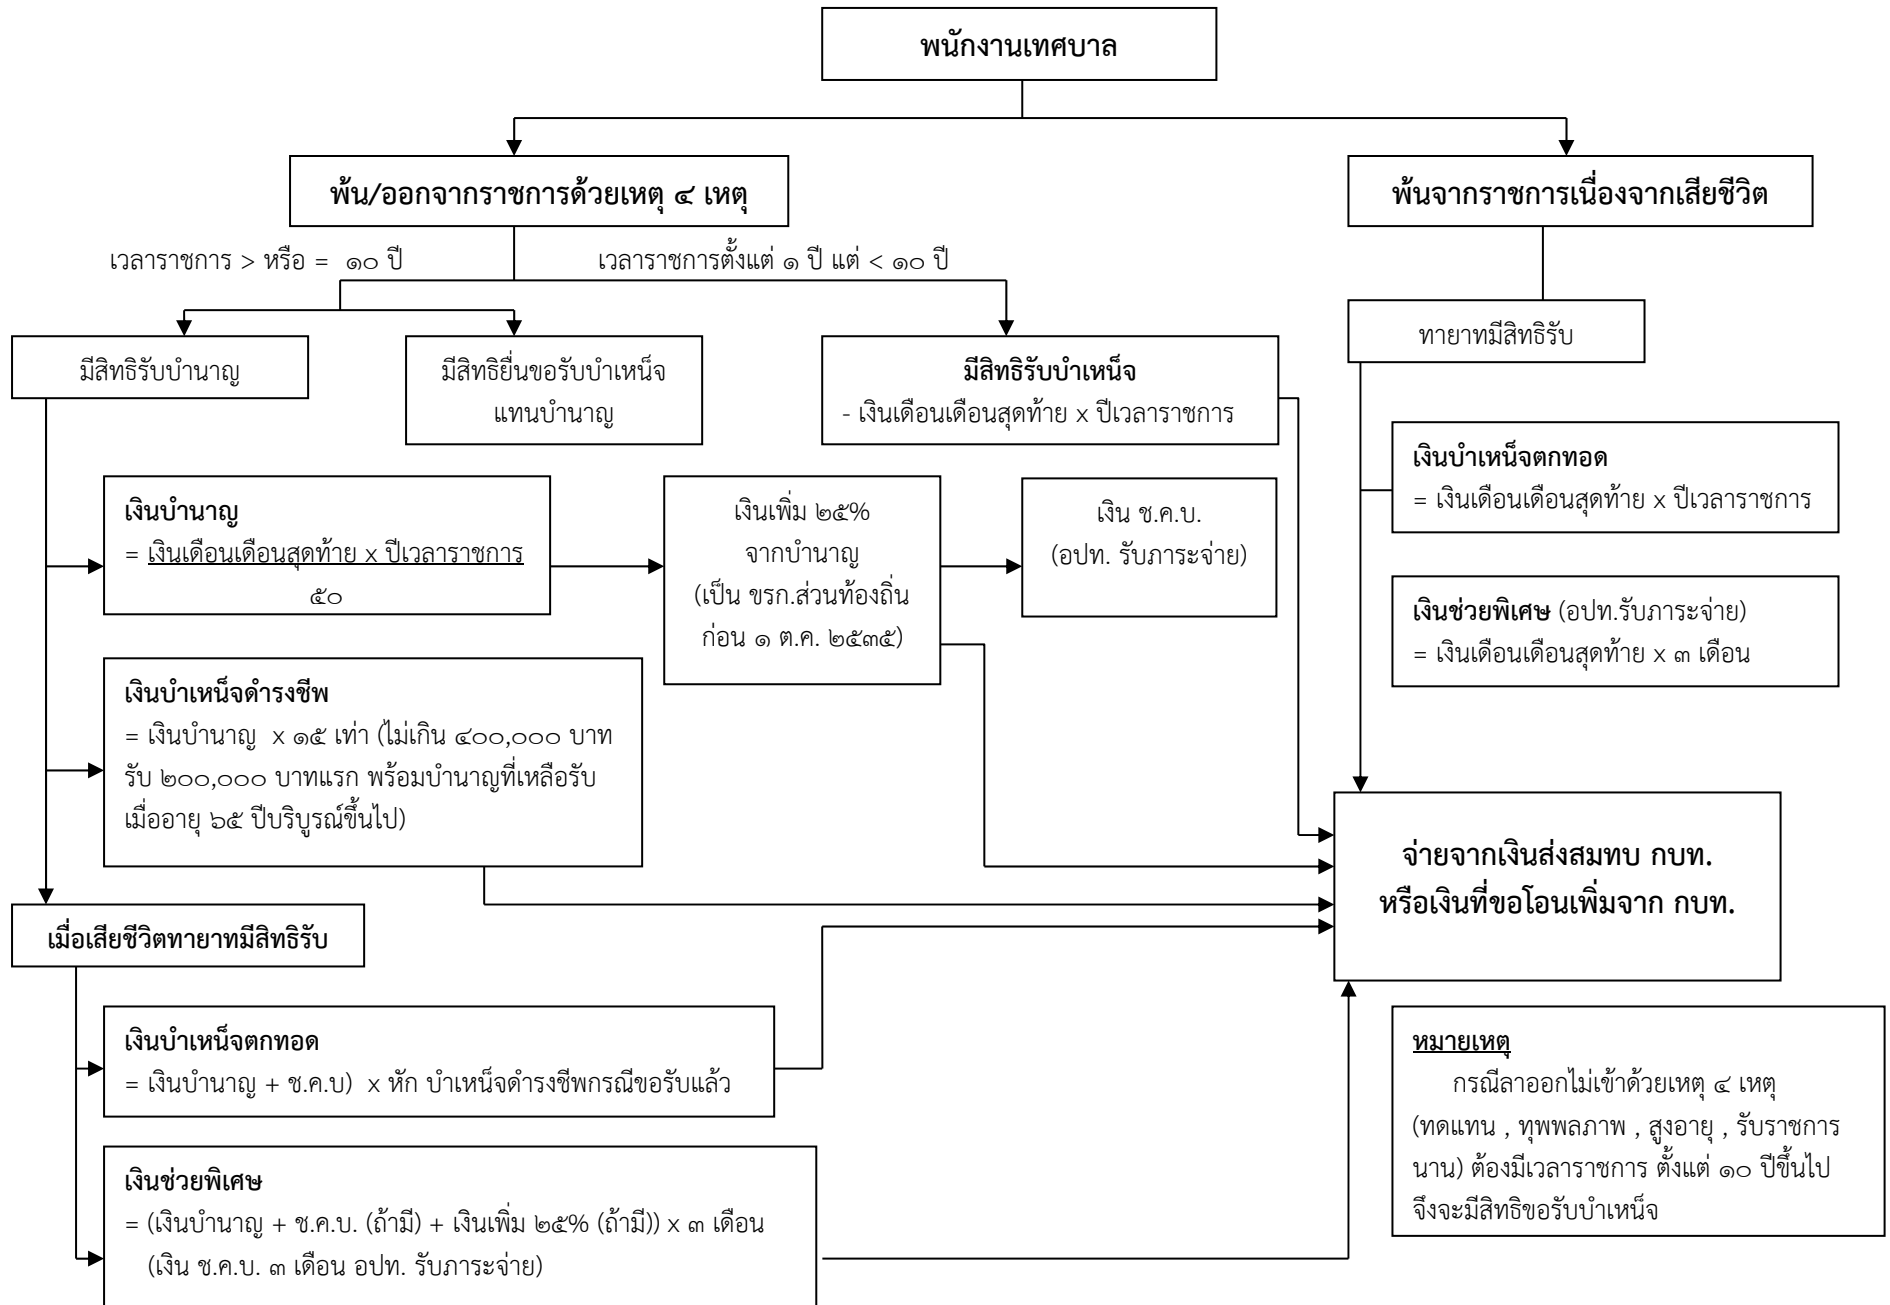 พนักงานเทศบาล
พ้น/ออกจากราชการด้วยเหตุ ๔ เหตุ
พ้นจากราชการเนื่องจากเสียชีวิต
เวลาราชการ > หรือ = ๑๐ ปี
เวลาราชการตั้งแต่ ๑ ปี แต่ < ๑๐ ปี
มีสิทธิรับบำนาญ
มีสิทธิยื่นขอรับบำเหน็จ
แทนบำนาญ
มีสิทธิรับบำเหน็จ
- เงินเดือนเดือนสุดท้าย x ปีเวลาราชการ
ทายาทมีสิทธิรับ
เงินบำนาญ
= เงินเดือนเดือนสุดท้าย x ปีเวลาราชการ
๕๐
เงินเพิ่ม ๒๕%
จากบำนาญ
(เป็น ขรก.ส่วนท้องถิ่น
ก่อน ๑ ต.ค. ๒๕๓๕)
เงิน ช.ค.บ.
(อปท. รับภาระจ่าย)
เงินบำเหน็จตกทอด
= เงินเดือนเดือนสุดท้าย x ปีเวลาราชการ
เงินช่วยพิเศษ (อปท.รับภาระจ่าย)
= เงินเดือนเดือนสุดท้าย x ๓ เดือน
เงินบำเหน็จดำรงชีพ
= เงินบำนาญ x ๑๕ เท่า (ไม่เกิน ๔๐๐,๐๐๐ บาท
รับ ๒๐๐,๐๐๐ บาทแรก พร้อมบำนาญที่เหลือรับ
เมื่ออายุ ๖๕ ปีบริบูรณ์ขึ้นไป)
จ่ายจากเงินส่งสมทบ กบท.
หรือเงินที่ขอโอนเพิ่มจาก กบท.
เมื่อเสียชีวิตทายาทมีสิทธิรับ
เงินบำเหน็จตกทอด
= เงินบำนาญ + ช.ค.บ) x หัก บำเหน็จดำรงชีพกรณีขอรับแล้ว
เงินช่วยพิเศษ
= (เงินบำนาญ + ช.ค.บ. (ถ้ามี) + เงินเพิ่ม ๒๕% (ถ้ามี)) x ๓ เดือน
(เงิน ช.ค.บ. ๓ เดือน อปท. รับภาระจ่าย)
หมายเหตุ
กรณีลาออกไม่เข้าด้วยเหตุ ๔ เหตุ
(ทดแทน , ทุพพลภาพ , สูงอายุ , รับราชการ
นาน) ต้องมีเวลาราชการ ตั้งแต่ ๑๐ ปีขึ้นไป
จึงจะมีสิทธิขอรับบำเหน็จ